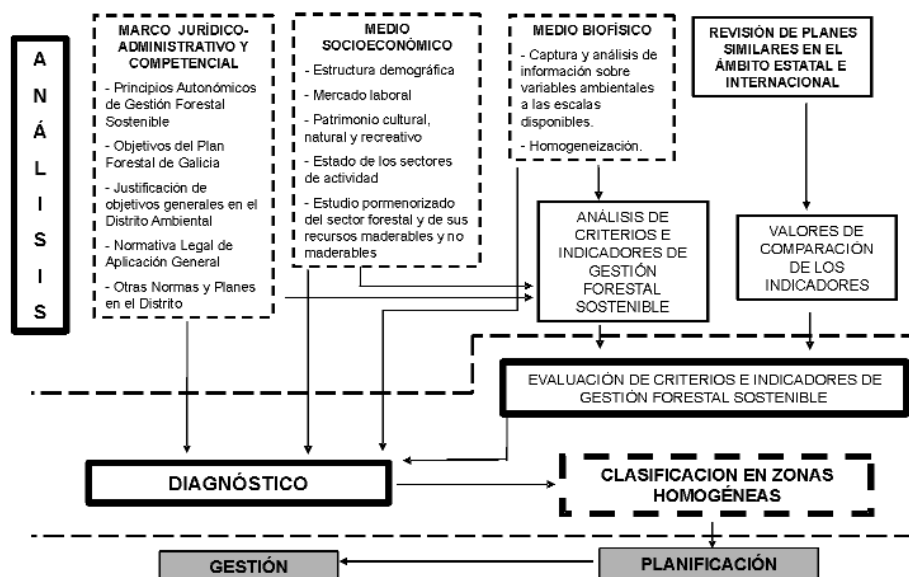 A
N
Á
L
I
S
I
S
MARCO JURÍDICO-
ADMINISTRATIVO Y
COMPETENCIAL
- Principios Autonómicos
de Gestión Forestal
Sostenible
- Objetivos del Plan
Forestal de Galicia
- Justificación de
objetivos generales en el
Distrito Ambiental
- Normativa Legal de
Aplicación General
- Otras Normas y Planes
en el Distrito
MEDIO
SOCIOECONÓMICO
- Estructura demográfica
- Mercado laboral
- Patrimonio cultural,
natural y recreativo
- Estado de los sectores
de actividad
- Estudio pormenorizado
del sector forestal y de sus
recursos maderables y no
maderables
MEDIO BIOFÍSICO
- Captura y análisis de
información sobre
variables ambientales
a las escalas
disponibles.
- Homogeneización.
REVISIÓN DE PLANES
SIMILARES EN EL
ÁMBITO ESTATAL E
INTERNACIONAL
ANÁLISIS DE
CRITERIOS E
INDICADORES DE
GESTIÓN
FORESTAL
SOSTENIBLE
VALORES DE
COMPARACIÓN
DE LOS
INDICADORES
EVALUACIÓN DE CRITERIOS E INDICADORES DE
GESTIÓN FORESTAL SOSTENIBLE
DIAGNÓSTICO
CLASIFICACION EN ZONAS
HOMOGÉNEAS
GESTIÓN
PLANIFICACIÓN